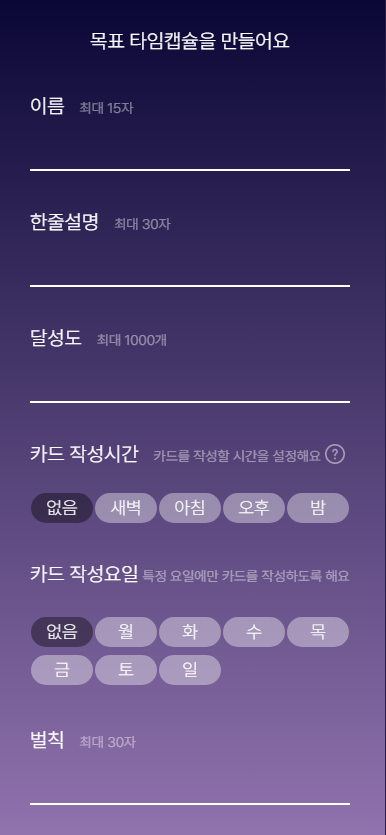 목표 타임캡슐을 만들어요
이름 최대 15자
한줄설명 최대 30자
달성도 최대 1000개
카드 작성시간 카드를 작성할 시간을 설정해요 ?
없음 새벽 아침 오후 밤
카드 작성요일 특정 요일에만 카드를 작성하도록 해요
없음 월 화 수 목
금 토 일
벌칙 최대 30자